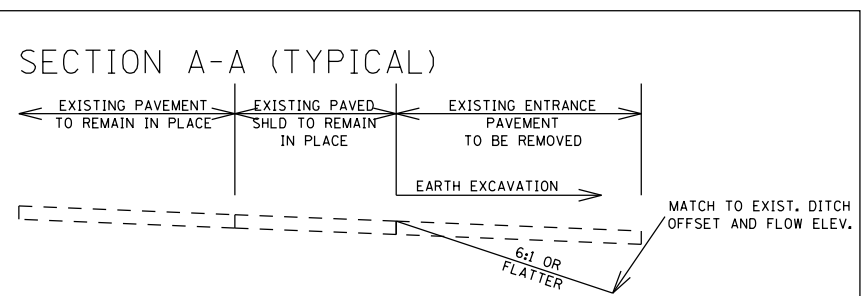 SECTION A-A (TYPICAL)
EXISTING PAVEMENT
TO REMAIN IN PLACE
EXISTING PAVED
SHLD TO REMAIN
IN PLACE
EXISTING ENTRANCE
PAVEMENT
TO BE REMOVED
EARTH EXCAVATION
MATCH TO EXIST. DITCH
OFFSET AND FLOW ELEV.
6:1 OR
FLATTER